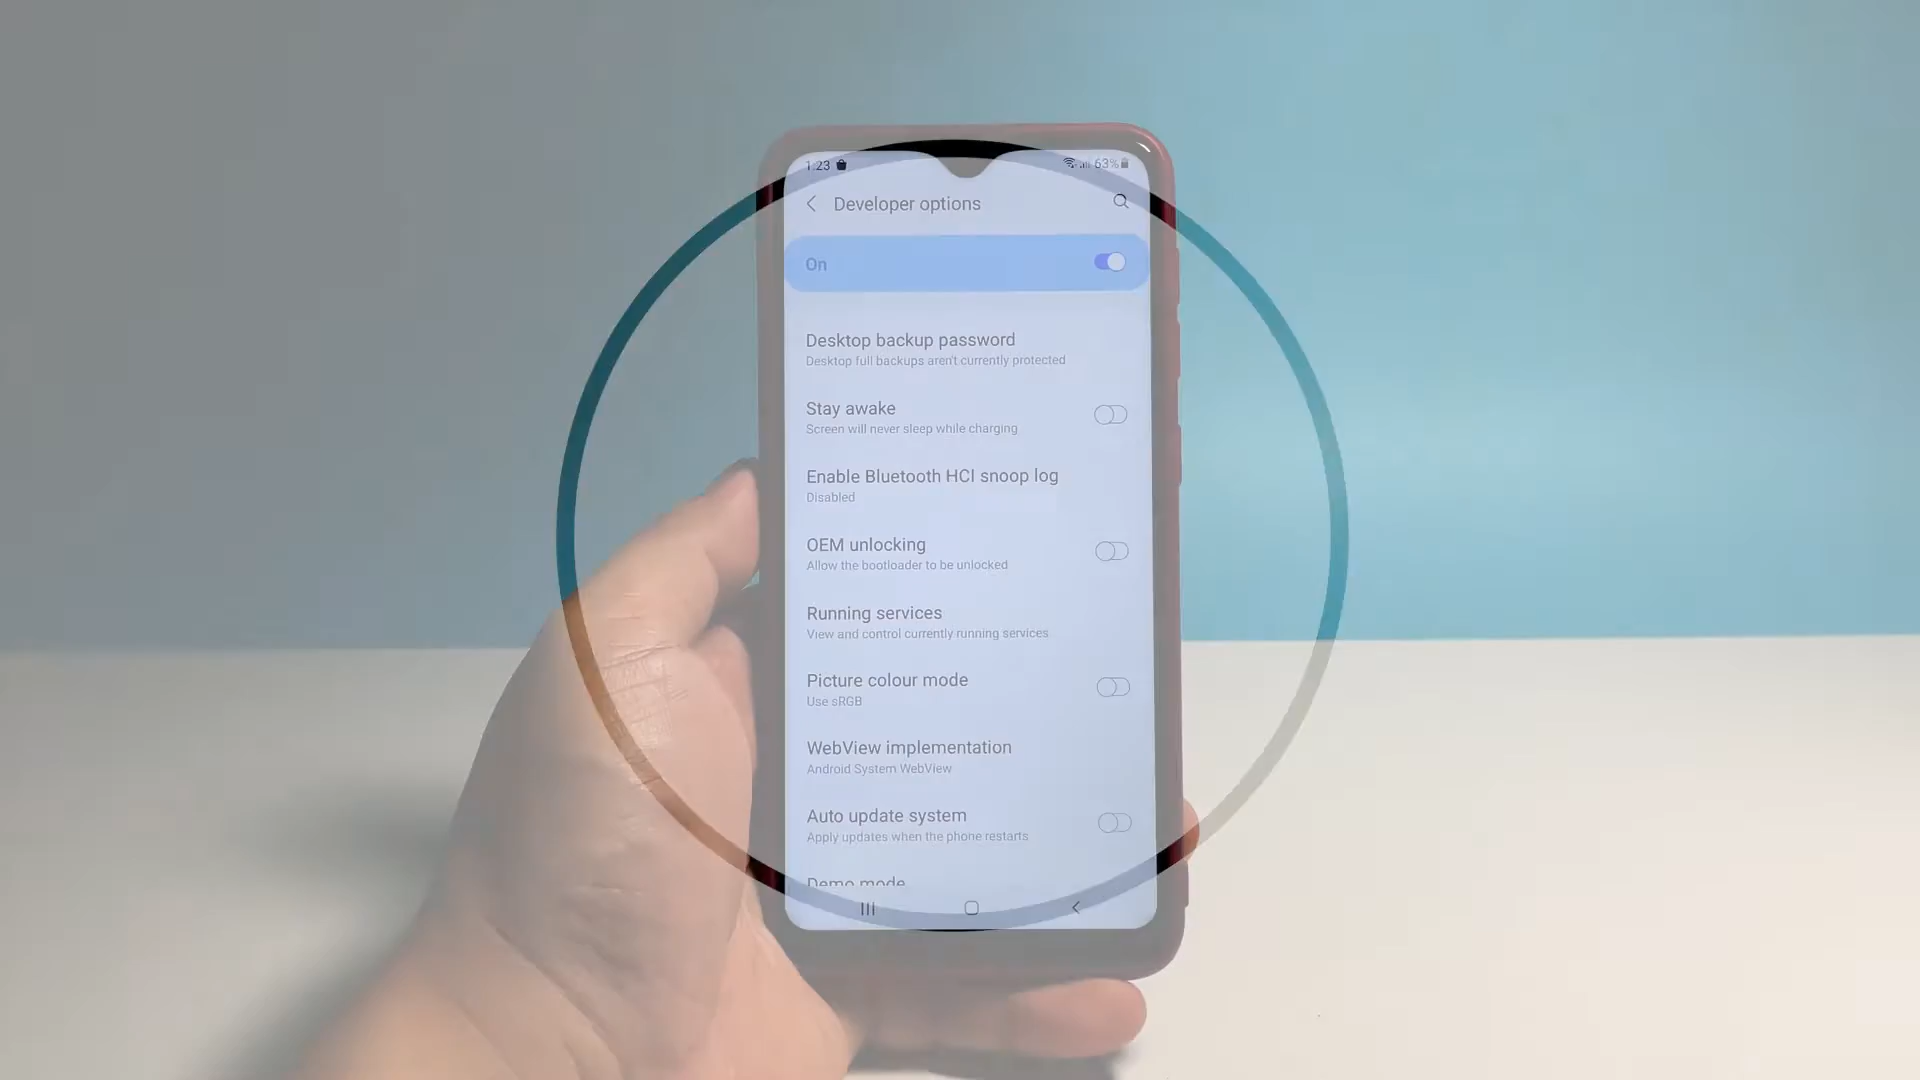 1:23
63%
Developer options
On
Desktop backup password
Desktop full backups aren't currently protected
Stay awake
Screen will never sleep while charging
Enable Bluetooth HCI snoop log
Disabled
OEM unlocking
Allow the bootloader to be unlocked
Running services
View and control currently running services
Picture colour mode
Use sRGB
WebView implementation
Android System WebView
Auto update system
Apply updates when the phone restarts
Demo mode